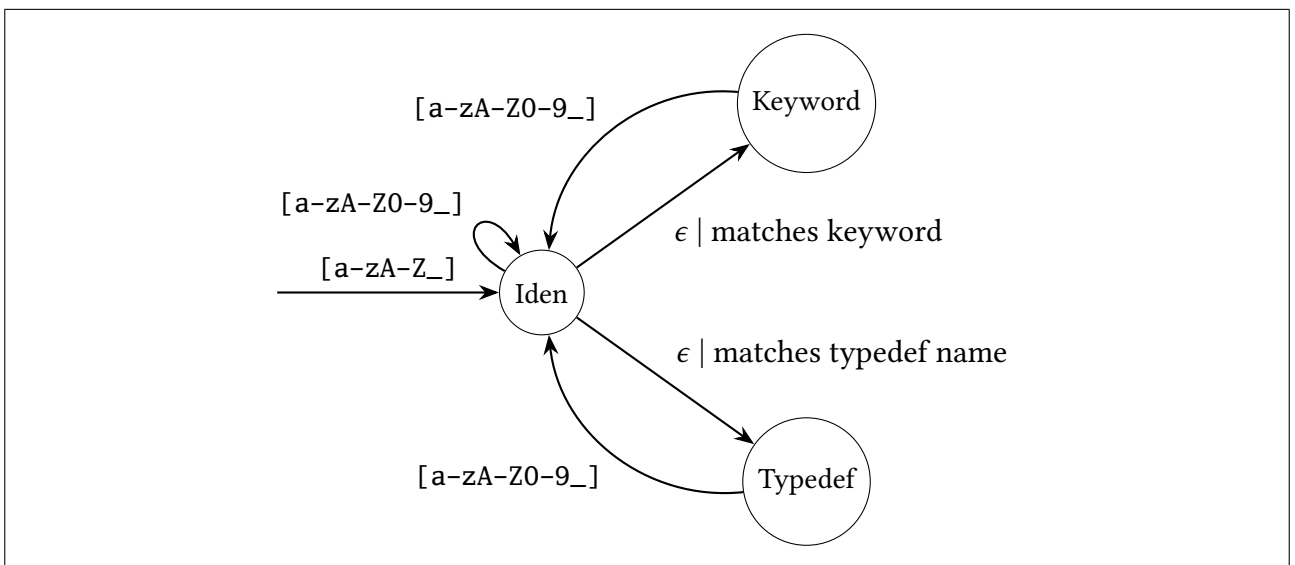 Keyword
[a-zA-Z0-9_]
[a-zA-Z0-9_]
ϵ | matches keyword
[a-zA-Z_]
Iden
ϵ | matches typedef name
[a-zA-Z0-9_]
Typedef